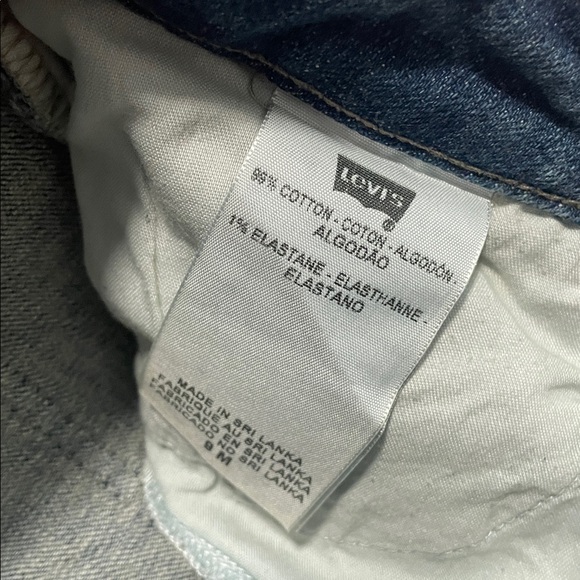 Levi's
®
99% COTTON - COTON - ALGODÓN -
ALGODÃO
1% ELASTANE - ELASTHANNE -
ELASTANO
MADE IN SRI LANKA
FABRIQUE AU SRI LANKA
FABRICADO EN SRI LANKA
FABRICADO NO SRI LANKA
9 M